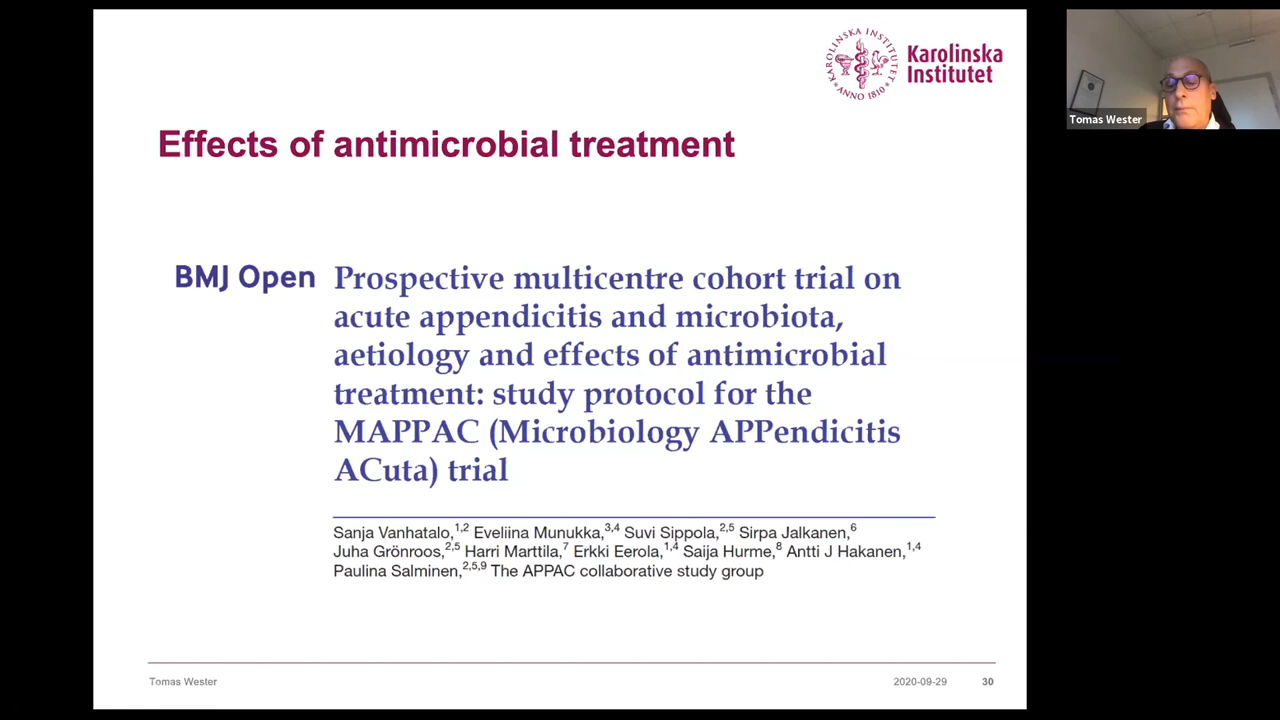 KAROLINSKA INSTITUTET
ANNO 1810
Karolinska
Institutet
Tomas Wester
Effects of antimicrobial treatment
BMJ Open
Prospective multicentre cohort trial on
acute appendicitis and microbiota,
aetiology and effects of antimicrobial
treatment: study protocol for the
MAPPAC (Microbiology APPendicitis
ACuta) trial
Sanja Vanhatalo,1,2 Eveliina Munukka,3,4 Suvi Sippola,2,5 Sirpa Jalkanen,6
Juha Grönroos,2,5 Harri Marttila,7 Erkki Eerola,1,4 Saija Hurme,8 Antti J Hakanen,1,4
Paulina Salminen,2,5,9 The APPAC collaborative study group
Tomas Wester
2020-09-29
30